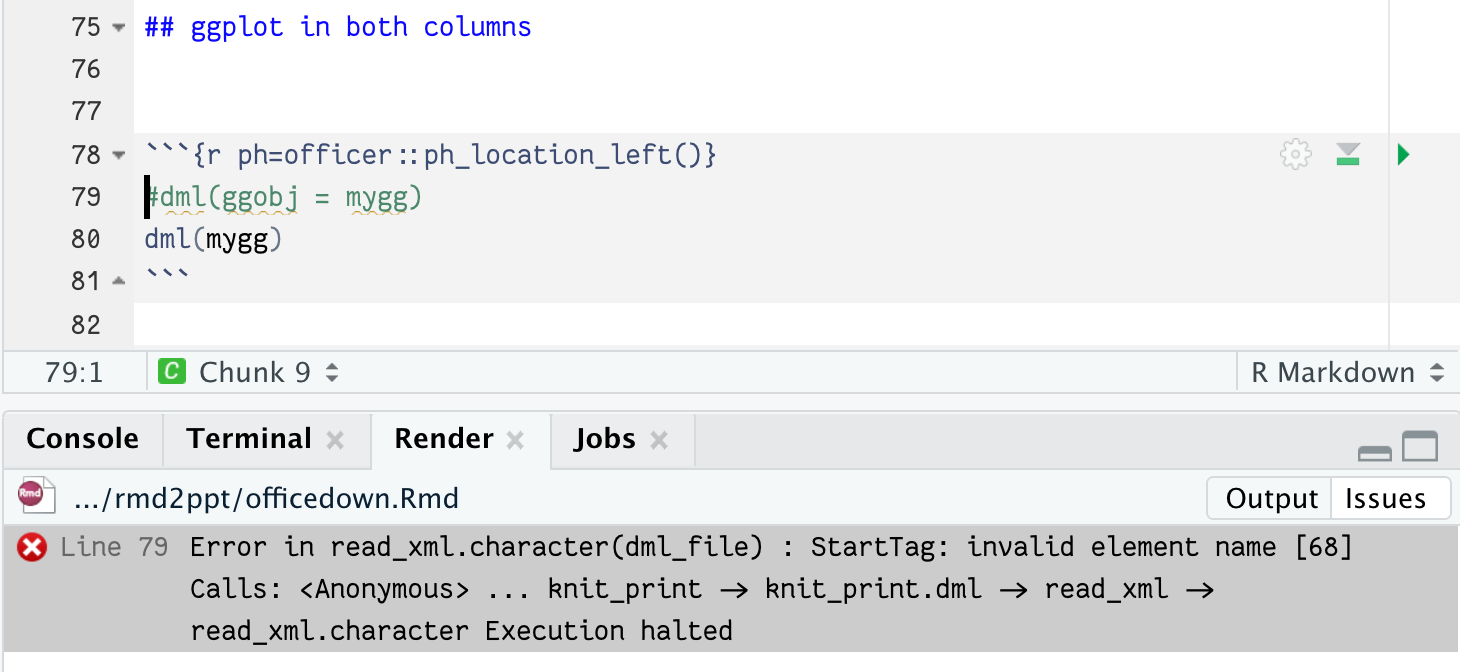 75 ## ggplot in both columns
76
77
78 ```{r ph=officer::ph_location_left()}
79 #dml(ggobj = mygg)
80 dml(mygg)
81 ```
82
79:1 C Chunk 9 R Markdown
Console Terminal Render Jobs
Rmd .../rmd2ppt/officedown.Rmd Output Issues
Line 79 Error in read_xml.character(dml_file) : StartTag: invalid element name [68]
Calls: <Anonymous> ... knit_print -> knit_print.dml -> read_xml ->
read_xml.character Execution halted